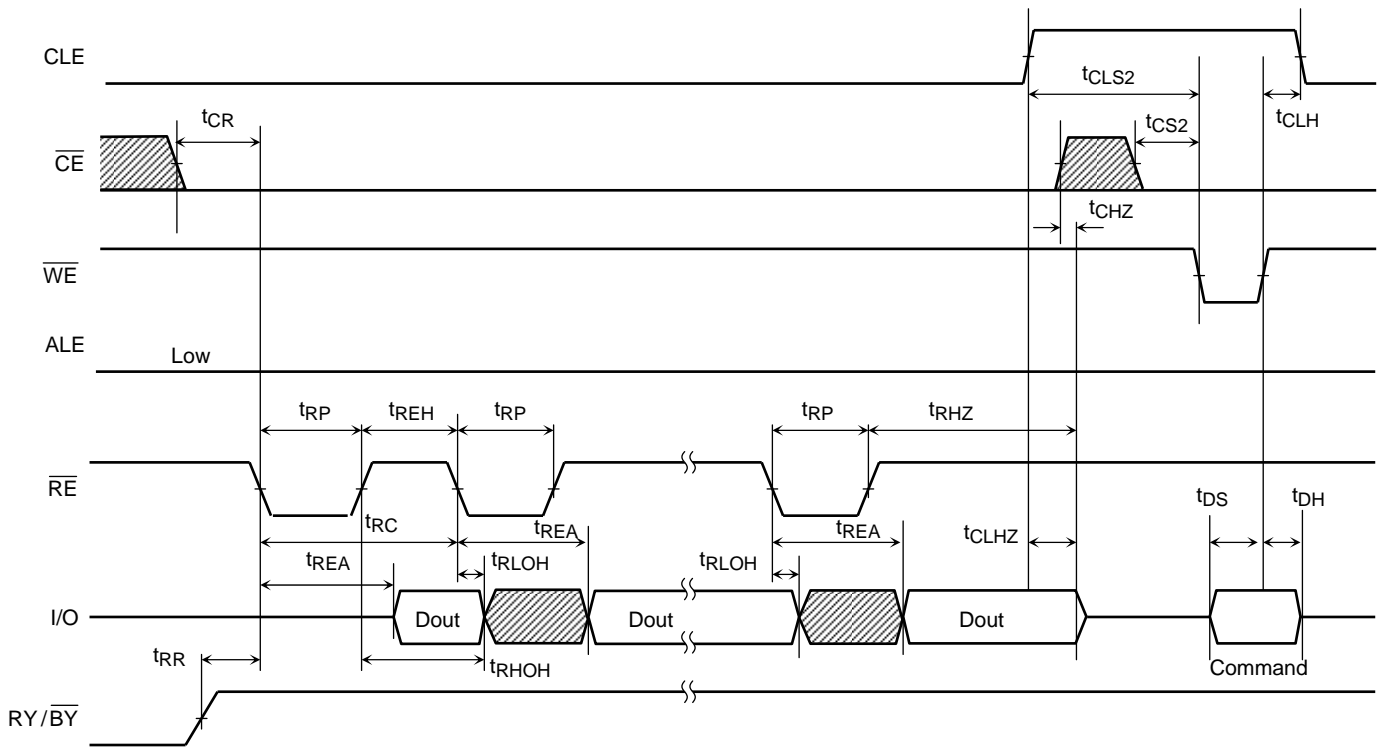 CLE
tCLS2
tCR
tCS2
tCLH
CE
tCHZ
WE
ALE
Low
tRP
tREH
tRP
tRP
tRHZ
RE
tDS
tDH
tRC
tREA
tREA
tCLHZ
tREA
tRLOH
tRLOH
I/O
Dout
Dout
Dout
tRR
tRHOH
Command
RY/BY